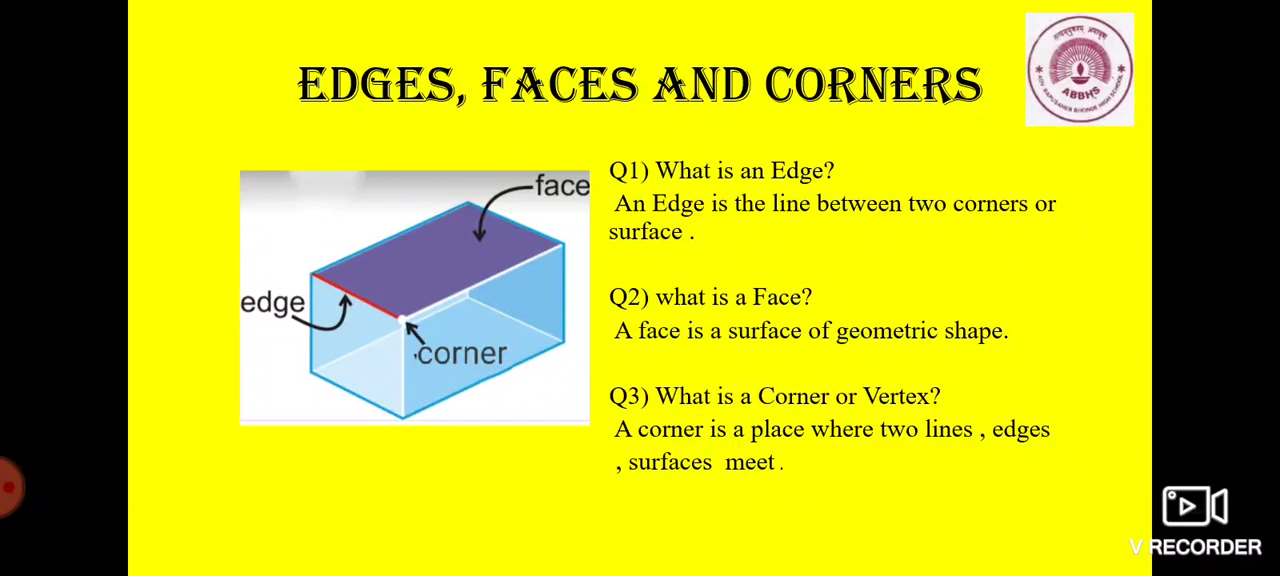 EDGES, FACES AND CORNERS
ABBHS
face
edge
corner
Q1) What is an Edge?
An Edge is the line between two corners or
surface .
Q2) what is a Face?
A face is a surface of geometric shape.
Q3) What is a Corner or Vertex?
A corner is a place where two lines , edges
, surfaces meet .
V RECORDER